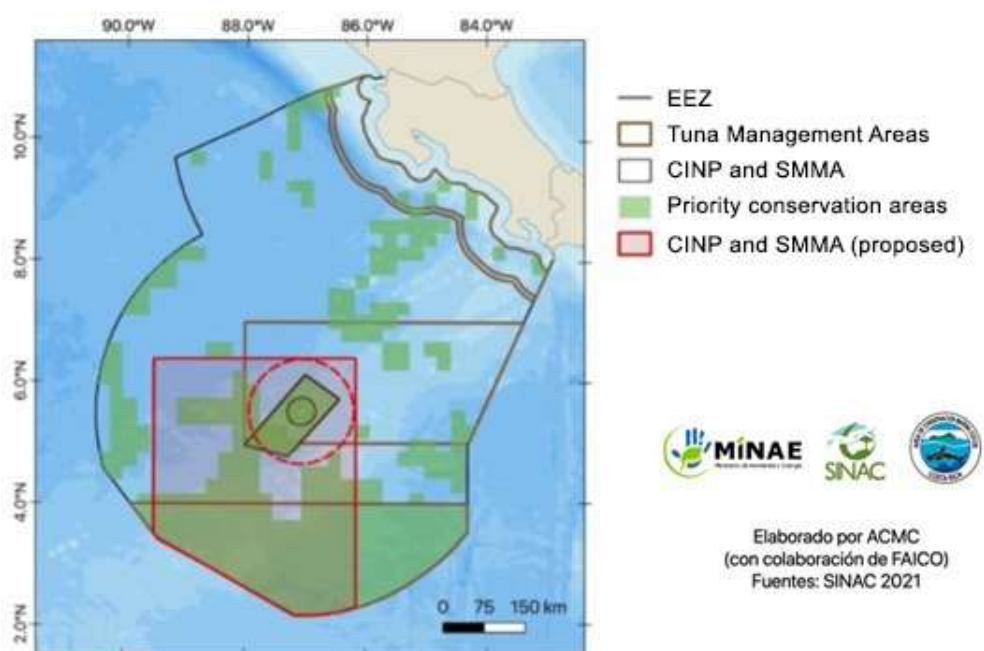 90.0°W 88.0°W 86.0°W 84.0°W
10.0°N
8.0°N
6.0°N
4.0°N
2.0°N
0 75 150 km
EEZ
Tuna Management Areas
CINP and SMMA
Priority conservation areas
CINP and SMMA (proposed)
MiNAE
SINAC
COSTA RICA
Elaborado por ACMC
(con colaboración de FAICO)
Fuentes: SINAC 2021